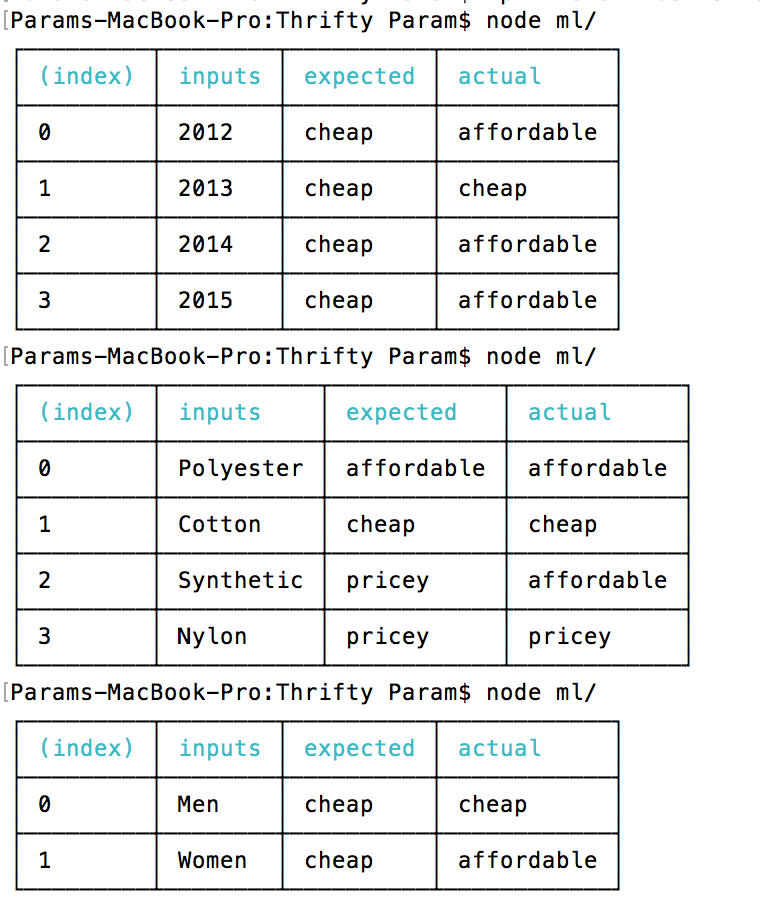 [Params-MacBook-Pro:Thrifty Param$ node ml/
(index) inputs expected actual
0 2012 cheap affordable
1 2013 cheap cheap
2 2014 cheap affordable
3 2015 cheap affordable
[Params-MacBook-Pro:Thrifty Param$ node ml/
(index) inputs expected actual
0 Polyester affordable affordable
1 Cotton cheap cheap
2 Synthetic pricey affordable
3 Nylon pricey pricey
[Params-MacBook-Pro:Thrifty Param$ node ml/
(index) inputs expected actual
0 Men cheap cheap
1 Women cheap affordable